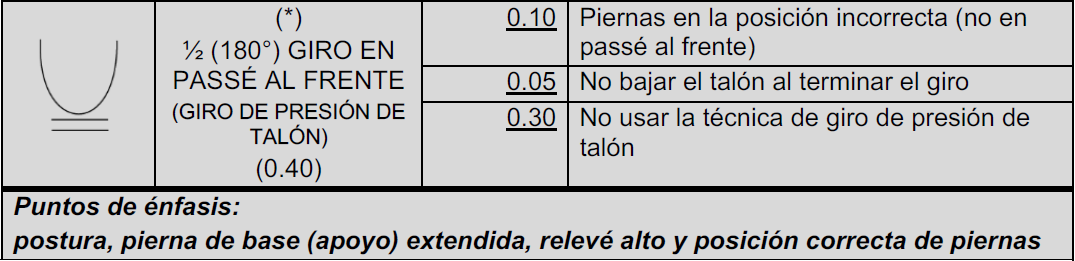 (*)
½ (180°) GIRO EN
PASSÉ AL FRENTE
(GIRO DE PRESIÓN DE
TALÓN)
(0.40)
0.10 Piernas en la posición incorrecta (no en
passé al frente)
0.05 No bajar el talón al terminar el giro
0.30 No usar la técnica de giro de presión de
talón
Puntos de énfasis:
postura, pierna de base (apoyo) extendida, relevé alto y posición correcta de piernas